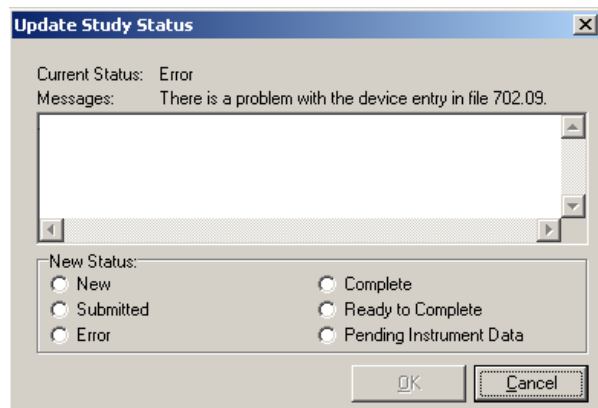 Update Study Status
Current Status: Error
Messages: There is a problem with the device entry in file 702.09.
New Status:
New Complete
Submitted Ready to Complete
Error Pending Instrument Data
OK Cancel